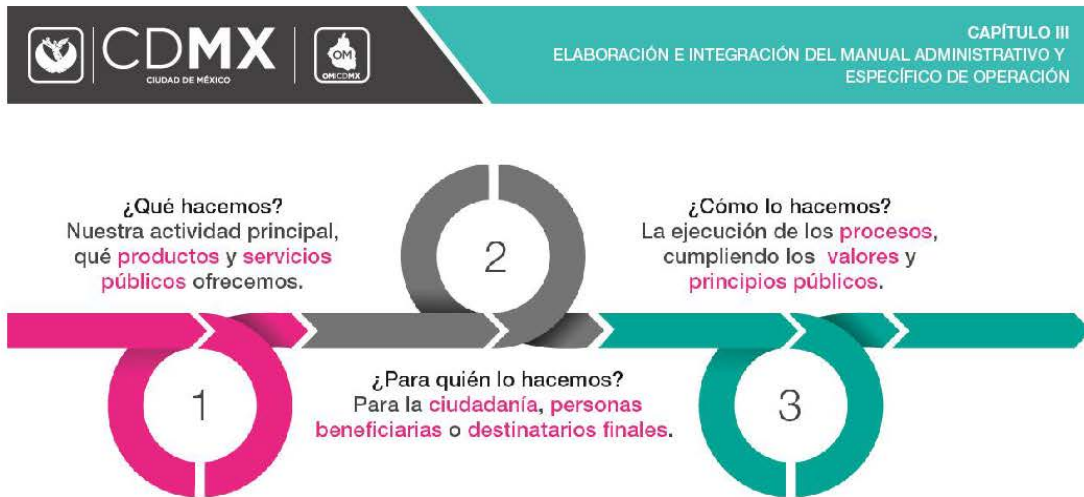 CDMX
CIUDAD DE MÉXICO
OM
OMICDMX
CAPÍTULO III
ELABORACIÓN E INTEGRACIÓN DEL MANUAL ADMINISTRATIVO Y
ESPECÍFICO DE OPERACIÓN
¿Qué hacemos?
Nuestra actividad principal,
qué productos y servicios
públicos ofrecemos.
1
2
¿Para quién lo hacemos?
Para la ciudadanía, personas
beneficiarias o destinatarios finales.
¿Cómo lo hacemos?
La ejecución de los procesos,
cumpliendo los valores y
principios públicos.
3